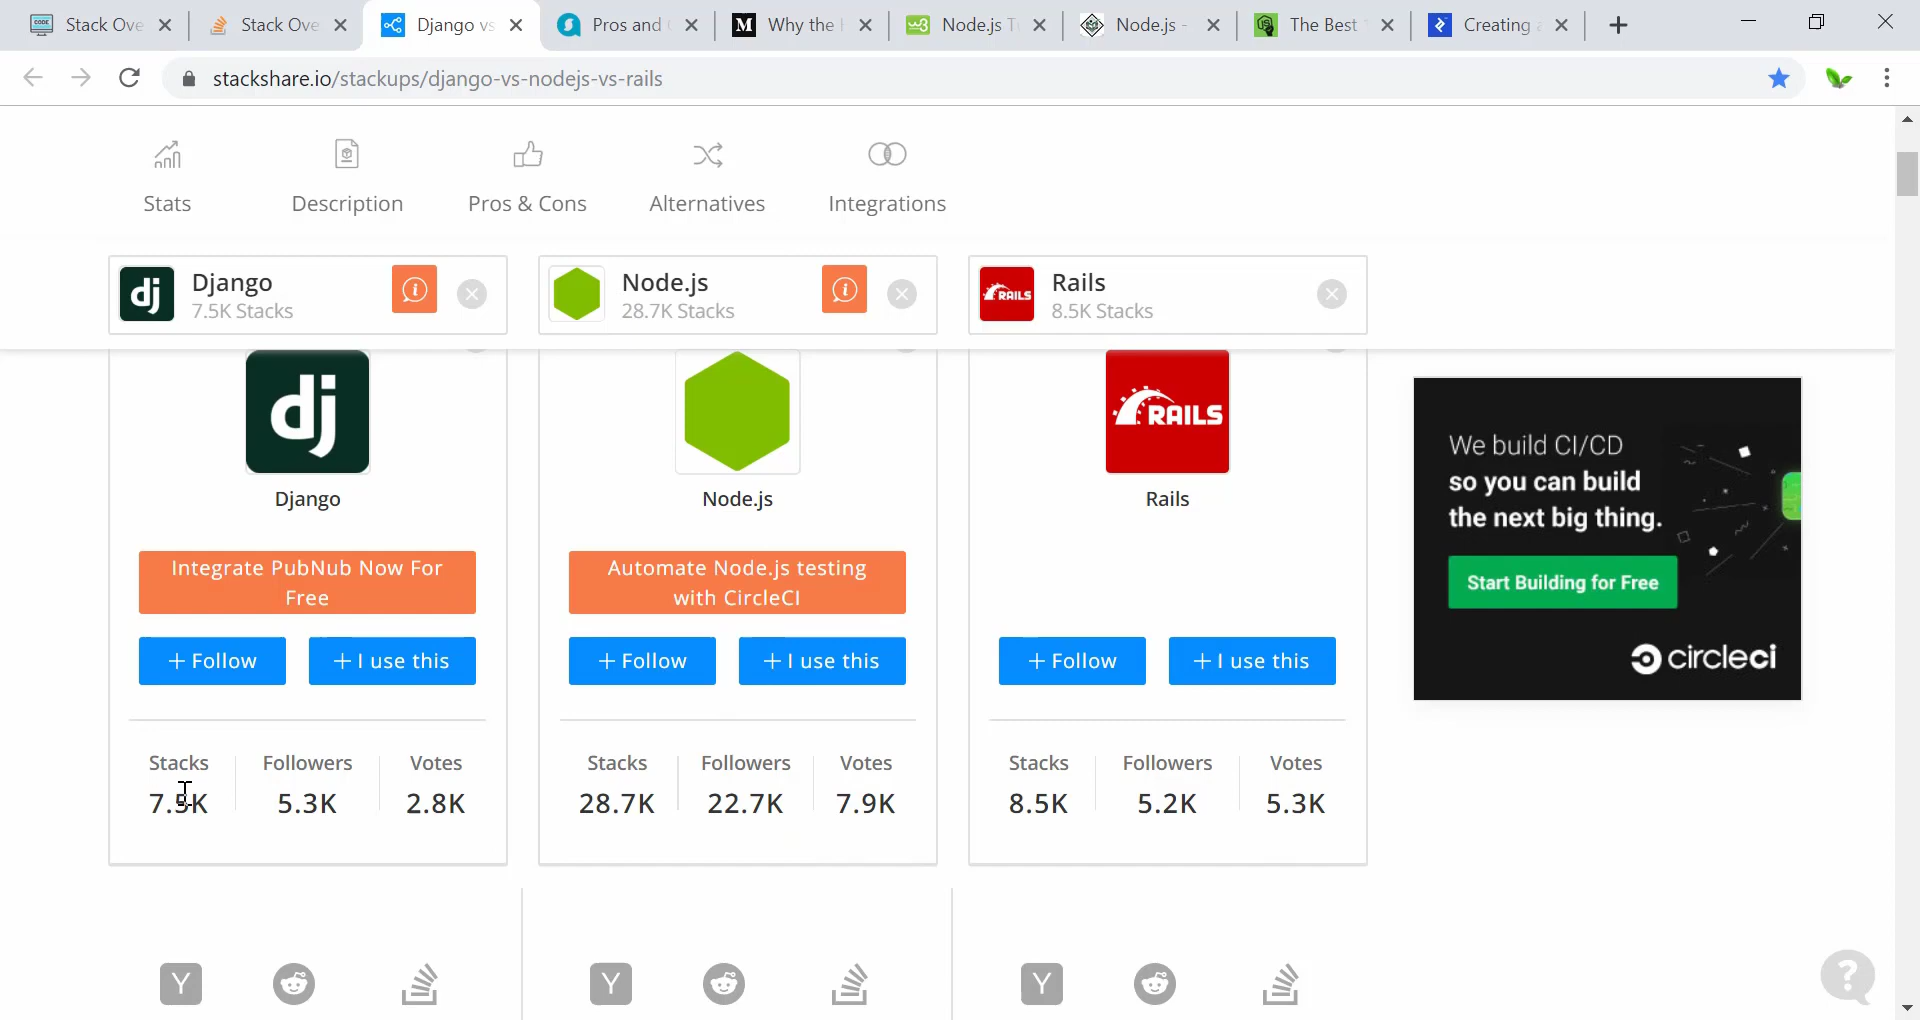 Stack Ove
Stack Ove
Django vs
Pros and
Why the
Node.js T
Node.js -
The Best
Creating a
stackshare.io/stackups/django-vs-nodejs-vs-rails
Stats
Description
Pros & Cons
Alternatives
Integrations
dj
Django
7.5K Stacks
Node.js
28.7K Stacks
RAILS
Rails
8.5K Stacks
dj
RAILS
Django
Node.js
Rails
We build CI/CD
so you can build
the next big thing.
Start Building for Free
circleci
Integrate PubNub Now For
Free
Automate Node.js testing
with CircleCI
+ Follow
+ I use this
+ Follow
+ I use this
+ Follow
+ I use this
Stacks
Followers
Votes
7.5K
5.3K
2.8K
Stacks
Followers
Votes
28.7K
22.7K
7.9K
Stacks
Followers
Votes
8.5K
5.2K
5.3K
Y
Y
Y
?